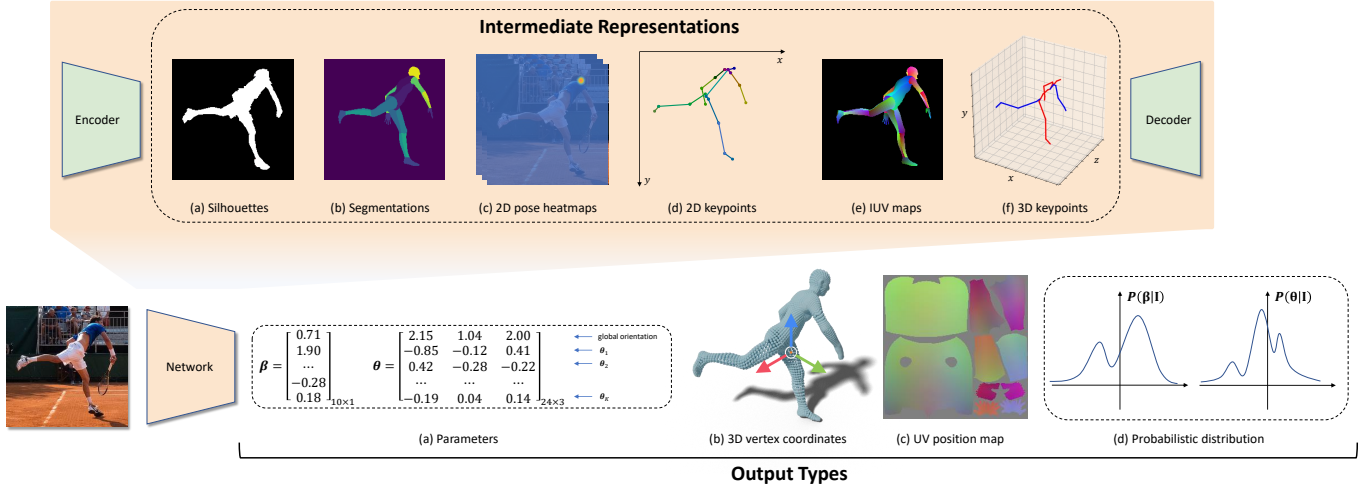 Intermediate Representations
Encoder
Decoder
x
y
y
x
z
(a) Silhouettes
(b) Segmentations
(c) 2D pose heatmaps
(d) 2D keypoints
(e) IUV maps
(f) 3D keypoints
Network
β = [0.71 1.90 ... −0.28 0.18] 10×1
θ = [2.15 1.04 2.00
−0.85 −0.12 0.41
0.42 −0.28 −0.22
... ... ...
−0.19 0.04 0.14] 24×3
global orientation
θ₁
θ₂
θ_K
P(β|I)
P(θ|I)
(a) Parameters
(b) 3D vertex coordinates
(c) UV position map
(d) Probabilistic distribution
Output Types